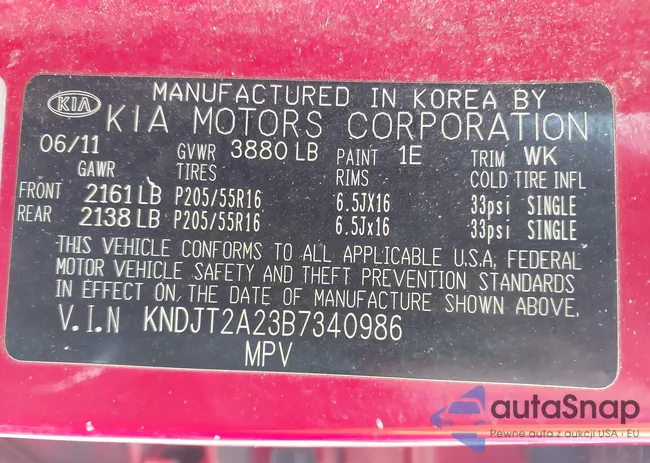 KIA
MANUFACTURED IN KOREA BY
KIA MOTORS CORPORATION
06/11 GVWR 3880 LB PAINT 1E TRIM WK
GAWR TIRES RIMS COLD TIRE INFL
FRONT 2161 LB P205/55R16 6.5JX16 33psi SINGLE
REAR 2138 LB P205/55R16 6.5Jx16 33psi SINGLE
THIS VEHICLE CONFORMS TO ALL APPLICABLE U.S.A, FEDERAL
MOTOR VEHICLE SAFETY AND THEFT PREVENTION STANDARDS
IN EFFECT ON THE DATE OF MANUFACTURE SHOWN ABOVE.
V.I.N KNDJT2A23B7340986
MPV
autaSnap
Pewne auta z aukcji USA i EU